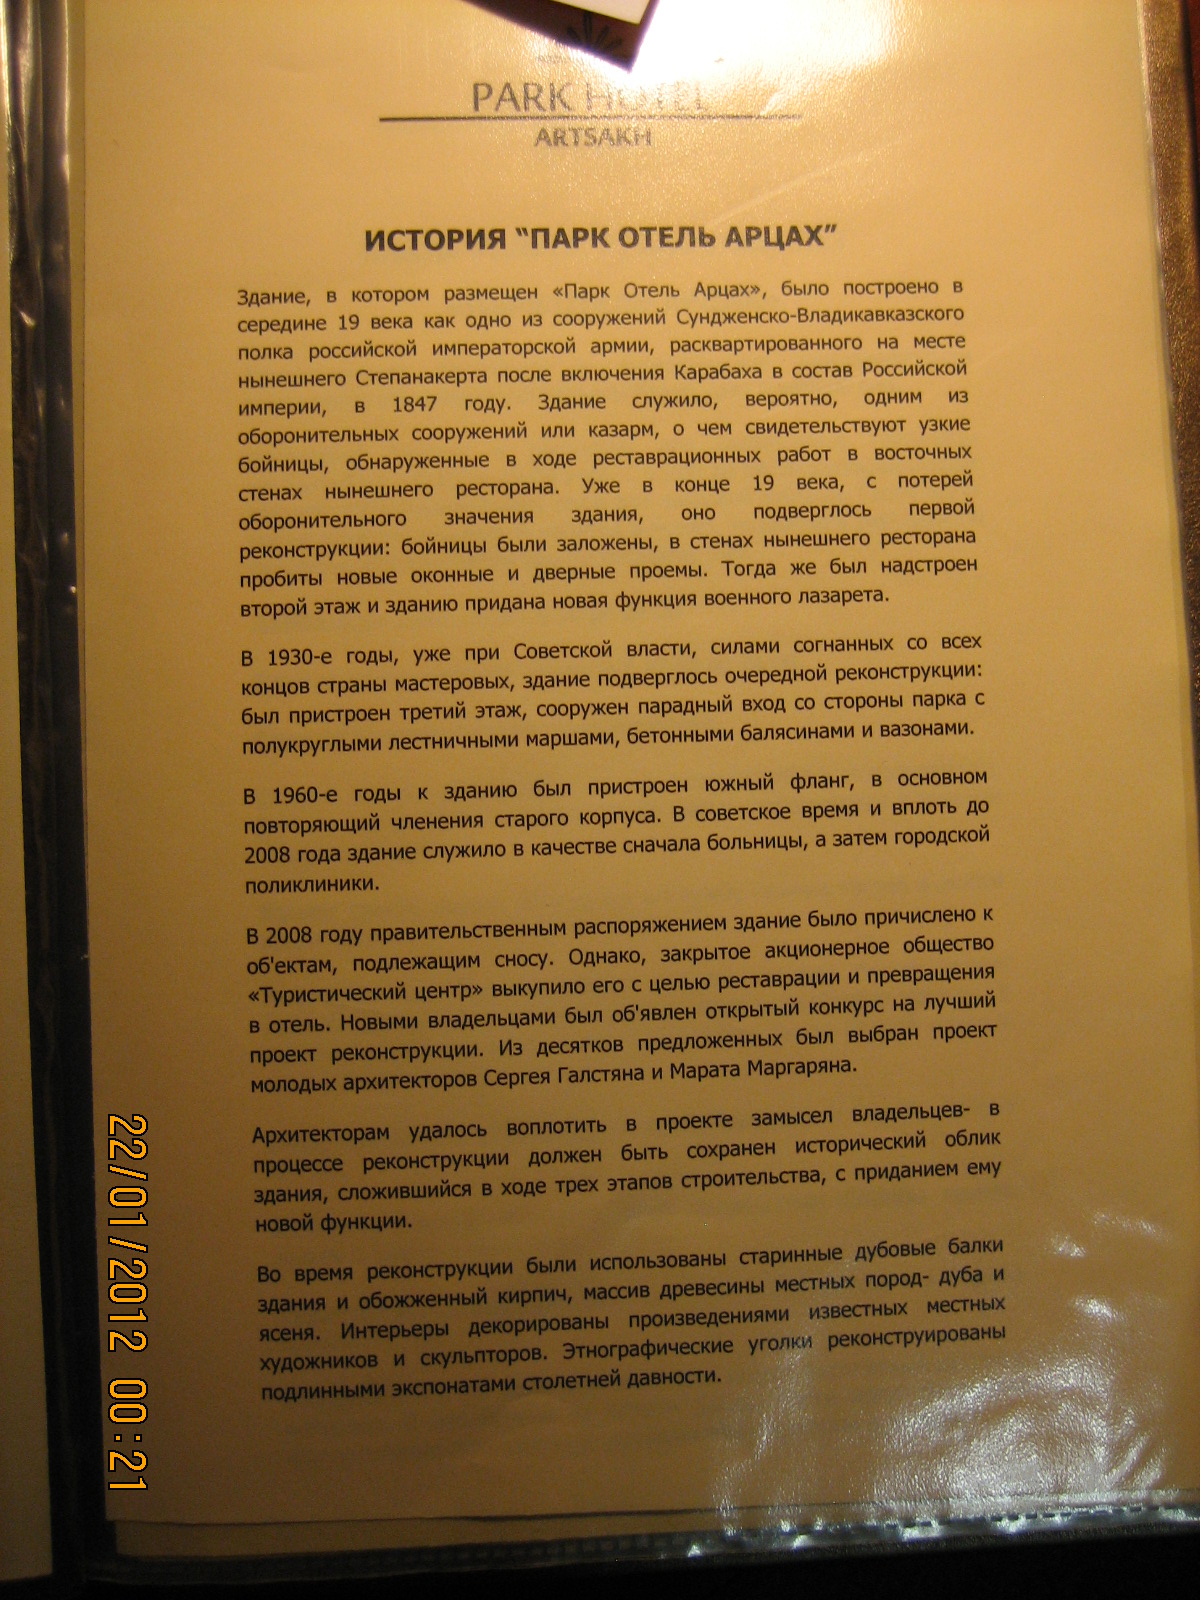 PARK HOTEL
ARTSAKH
ИСТОРИЯ “ПАРК ОТЕЛЬ АРЦАХ”
Здание, в котором размещен «Парк Отель Арцах», было построено в
середине 19 века как одно из сооружений Сундженско-Владикавказского
полка российской императорской армии, расквартированного на месте
нынешнего Степанакерта после включения Карабаха в состав Российской
империи, в 1847 году. Здание служило, вероятно, одним из
оборонительных сооружений или казарм, о чем свидетельствуют узкие
бойницы, обнаруженные в ходе реставрационных работ в восточных
стенах нынешнего ресторана. Уже в конце 19 века, с потерей
оборонительного значения здания, оно подверглось первой
реконструкции: бойницы были заложены, в стенах нынешнего ресторана
пробиты новые оконные и дверные проемы. Тогда же был надстроен
второй этаж и зданию придана новая функция военного лазарета.
В 1930-е годы, уже при Советской власти, силами согнанных со всех
концов страны мастеровых, здание подверглось очередной реконструкции:
был пристроен третий этаж, сооружен парадный вход со стороны парка с
полукруглыми лестничными маршами, бетонными балясинами и вазонами.
В 1960-е годы к зданию был пристроен южный фланг, в основном
повторяющий членения старого корпуса. В советское время и вплоть до
2008 года здание служило в качестве сначала больницы, а затем городской
поликлиники.
В 2008 году правительственным распоряжением здание было причислено к
об'ектам, подлежащим сносу. Однако, закрытое акционерное общество
«Туристический центр» выкупило его с целью реставрации и превращения
в отель. Новыми владельцами был об'явлен открытый конкурс на лучший
проект реконструкции. Из десятков предложенных был выбран проект
молодых архитекторов Сергея Галстяна и Марата Маргаряна.
Архитекторам удалось воплотить в проекте замысел владельцев- в
процессе реконструкции должен быть сохранен исторический облик
здания, сложившийся в ходе трех этапов строительства, с приданием ему
новой функции.
Во время реконструкции были использованы старинные дубовые балки
здания и обожженный кирпич, массив древесины местных пород- дуба и
ясеня. Интерьеры декорированы произведениями известных местных
художников и скульпторов. Этнографические уголки реконструированы
подлинными экспонатами столетней давности.
22/01/2012 00:21